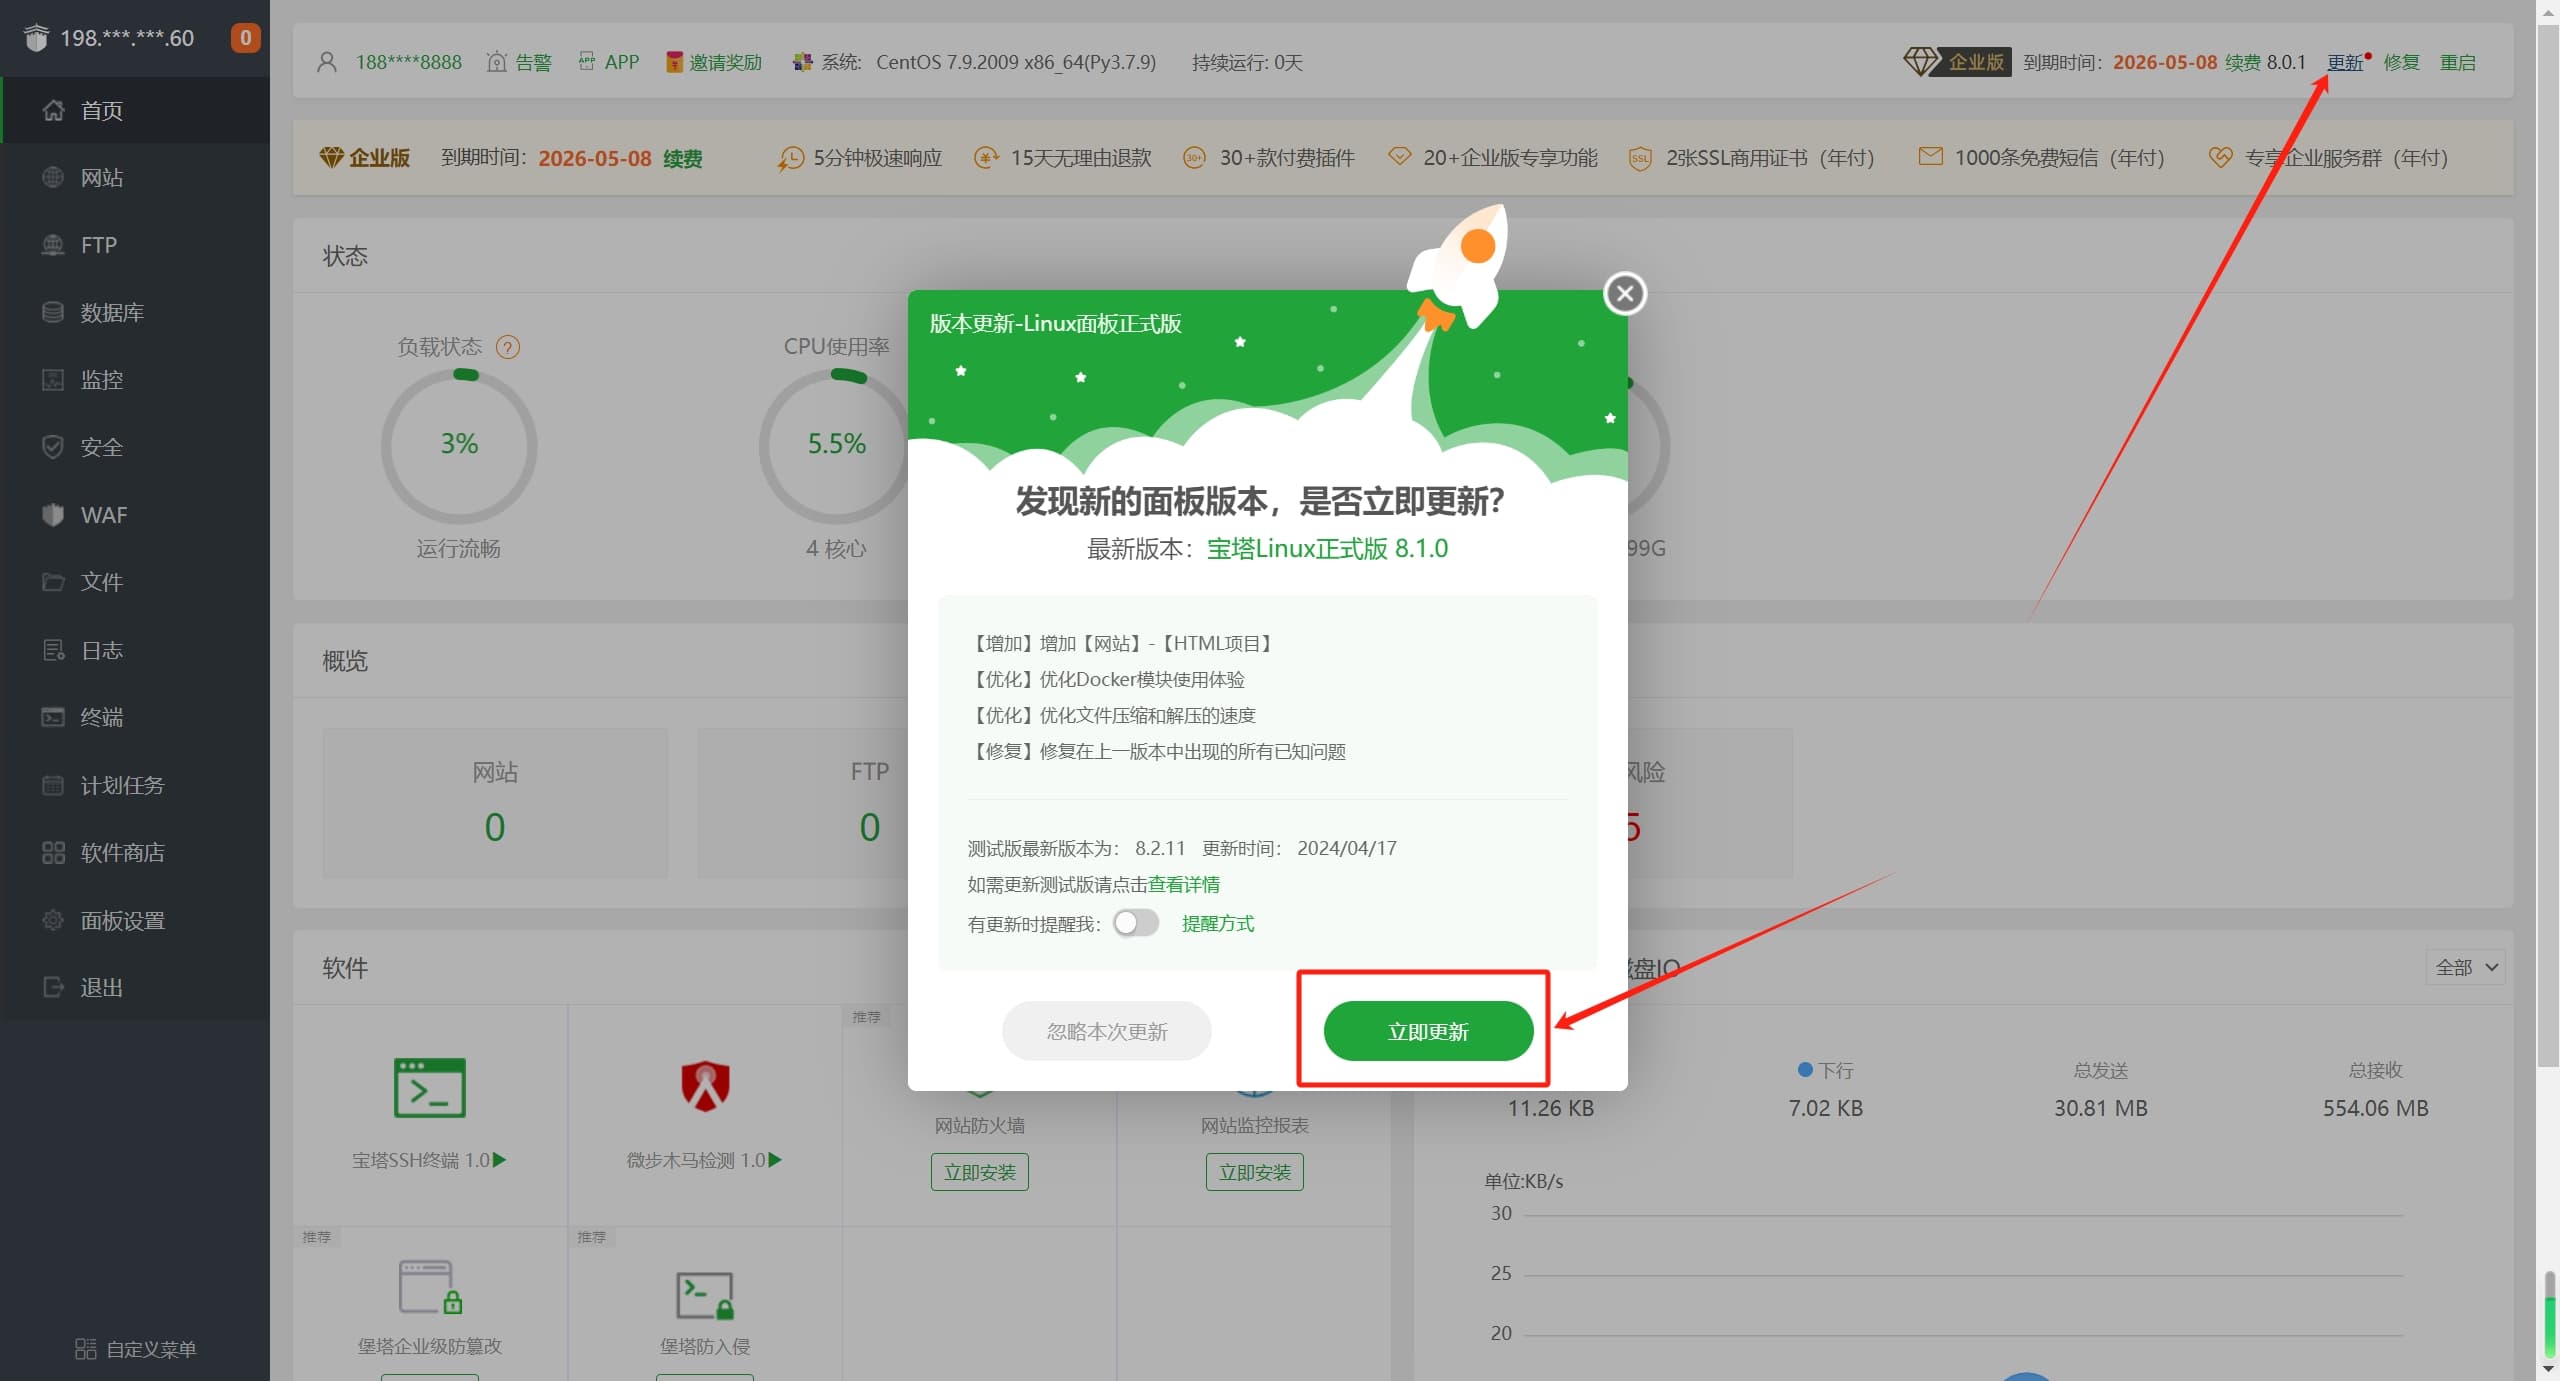 198.***.***.60 0
首页
网站
FTP
数据库
监控
安全
WAF
文件
日志
终端
计划任务
软件商店
面板设置
退出
自定义菜单
188****8888 告警 APP 邀请奖励 系统: CentOS 7.9.2009 x86_64(Py3.7.9) 持续运行: 0天
企业版 到期时间: 2026-05-08 续费 8.0.1 更新 修复 重启
企业版 到期时间: 2026-05-08 续费 5分钟极速响应 15天无理由退款 30+ 30+款付费插件 20+企业版专享功能 SSL 2张SSL商用证书（年付） 1000条免费短信（年付） 专享企业服务群（年付）
状态
负载状态 ?
3%
运行流畅
CPU使用率
5.5%
4 核心
99G
概览
网站
0
FTP
0
风险
5
软件
宝塔SSH终端 1.0
微步木马检测 1.0
推荐
网站防火墙
立即安装
网站监控报表
立即安装
推荐
堡塔企业级防篡改
推荐
堡塔防入侵
版本更新-Linux面板正式版
发现新的面板版本，是否立即更新?
最新版本: 宝塔Linux正式版 8.1.0
【增加】增加【网站】-【HTML项目】
【优化】优化Docker模块使用体验
【优化】优化文件压缩和解压的速度
【修复】修复在上一版本中出现的所有已知问题
测试版最新版本为: 8.2.11 更新时间: 2024/04/17
如需更新测试版请点击查看详情
有更新时提醒我: 提醒方式
忽略本次更新 立即更新
磁盘IO
全部
11.26 KB
下行
7.02 KB
总发送
30.81 MB
总接收
554.06 MB
单位:KB/s
30
25
20